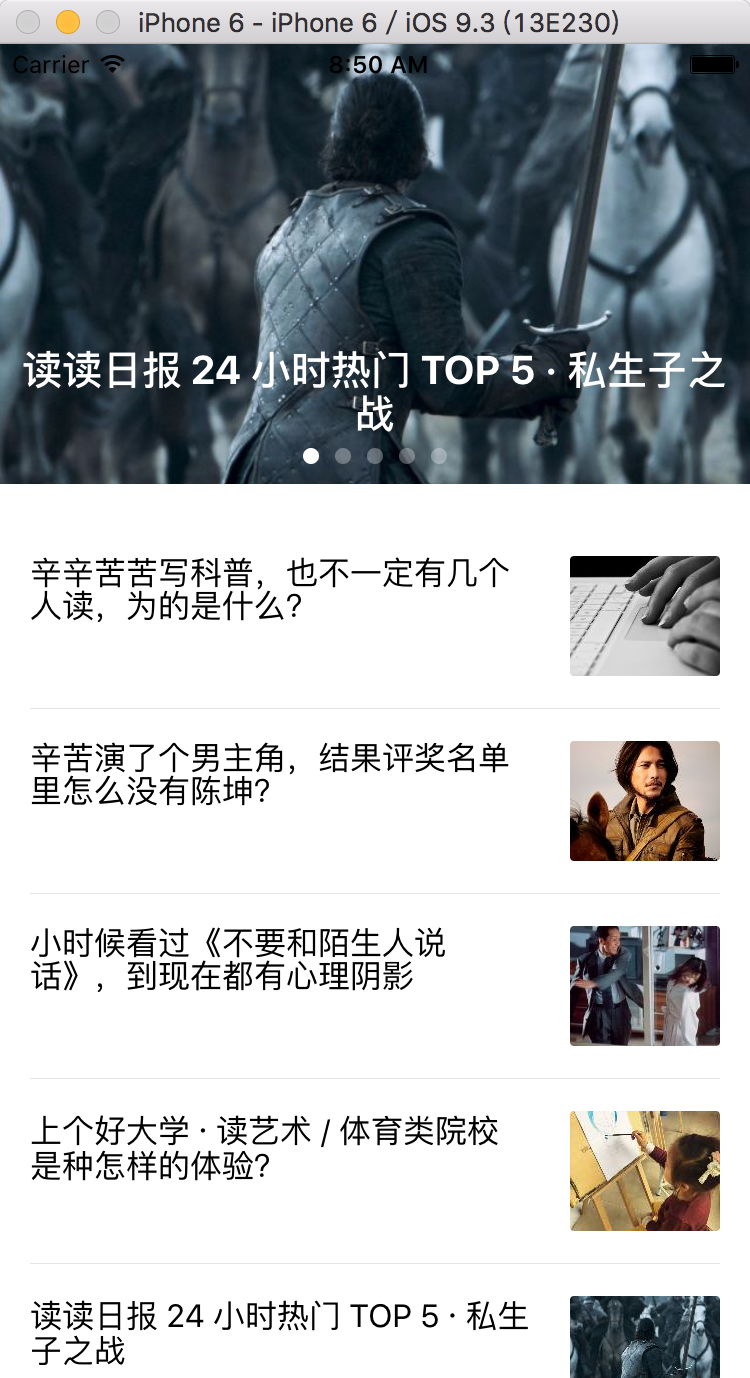 iPhone 6 - iPhone 6 / iOS 9.3 (13E230)
Carrier 8:50 AM
读读日报 24 小时热门 TOP 5 · 私生子之
战
辛辛苦苦写科普，也不一定有几个
人读，为的是什么?
辛苦演了个男主角，结果评奖名单
里怎么没有陈坤?
小时候看过《不要和陌生人说
话》，到现在都有心理阴影
上个好大学 · 读艺术 / 体育类院校
是种怎样的体验?
读读日报 24 小时热门 TOP 5 · 私生
子之战